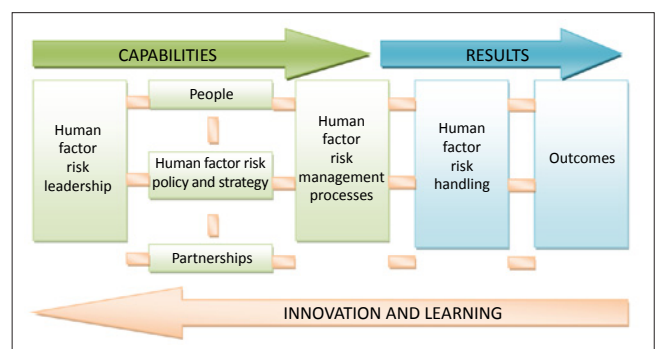 CAPABILITIES
RESULTS
Human
factor
risk
leadership
People
Human factor risk
policy and strategy
Partnerships
Human
factor
risk
management
processes
Human
factor
risk
handling
Outcomes
INNOVATION AND LEARNING